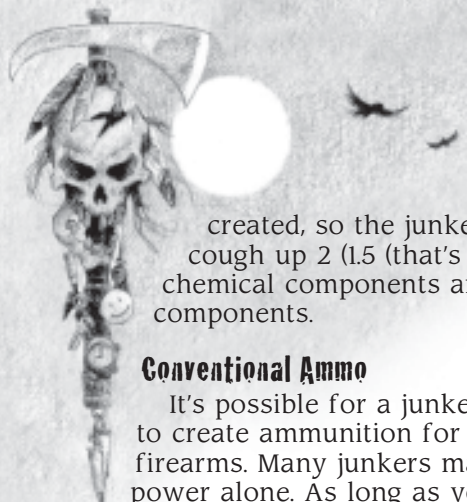 created, so the junke
cough up 2 (1.5 (that's
chemical components a
components.
Conventional Ammo
It's possible for a junke
to create ammunition for
firearms. Many junkers ma
power alone. As long as yo